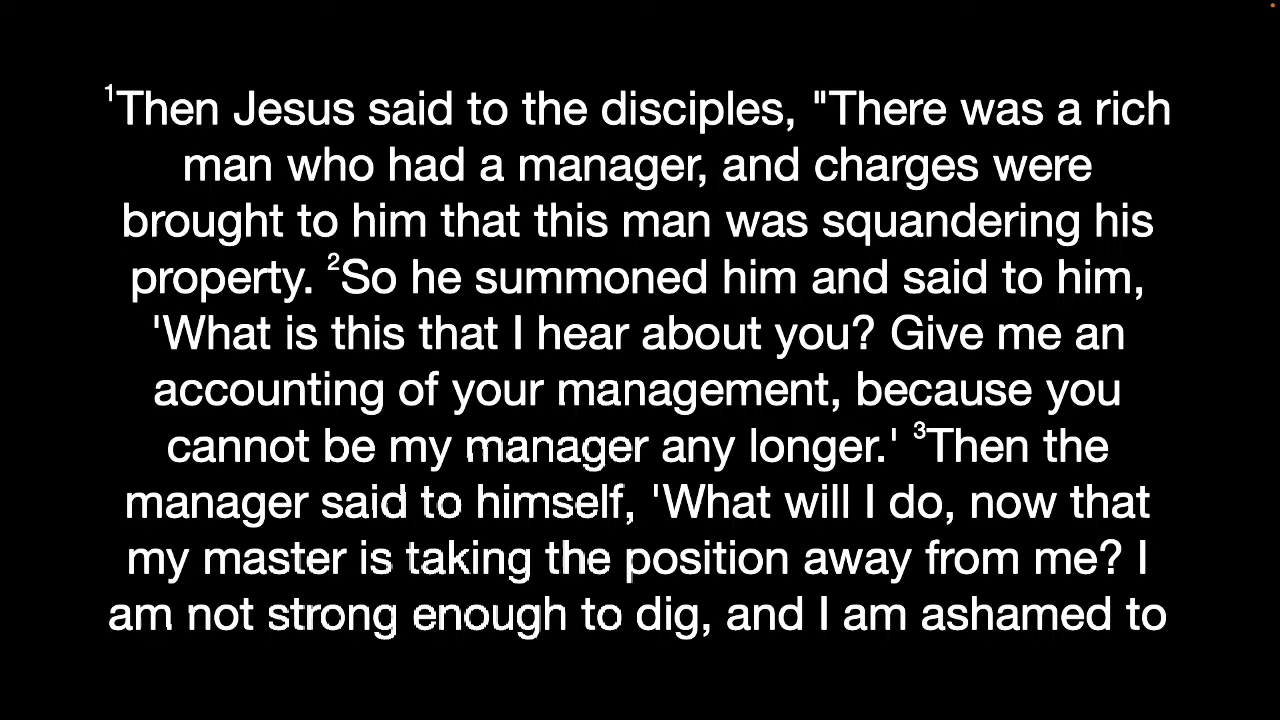 ¹Then Jesus said to the disciples, "There was a rich
man who had a manager, and charges were
brought to him that this man was squandering his
property. ²So he summoned him and said to him,
'What is this that I hear about you? Give me an
accounting of your management, because you
cannot be my manager any longer.' ³Then the
manager said to himself, 'What will I do, now that
my master is taking the position away from me? I
am not strong enough to dig, and I am ashamed to